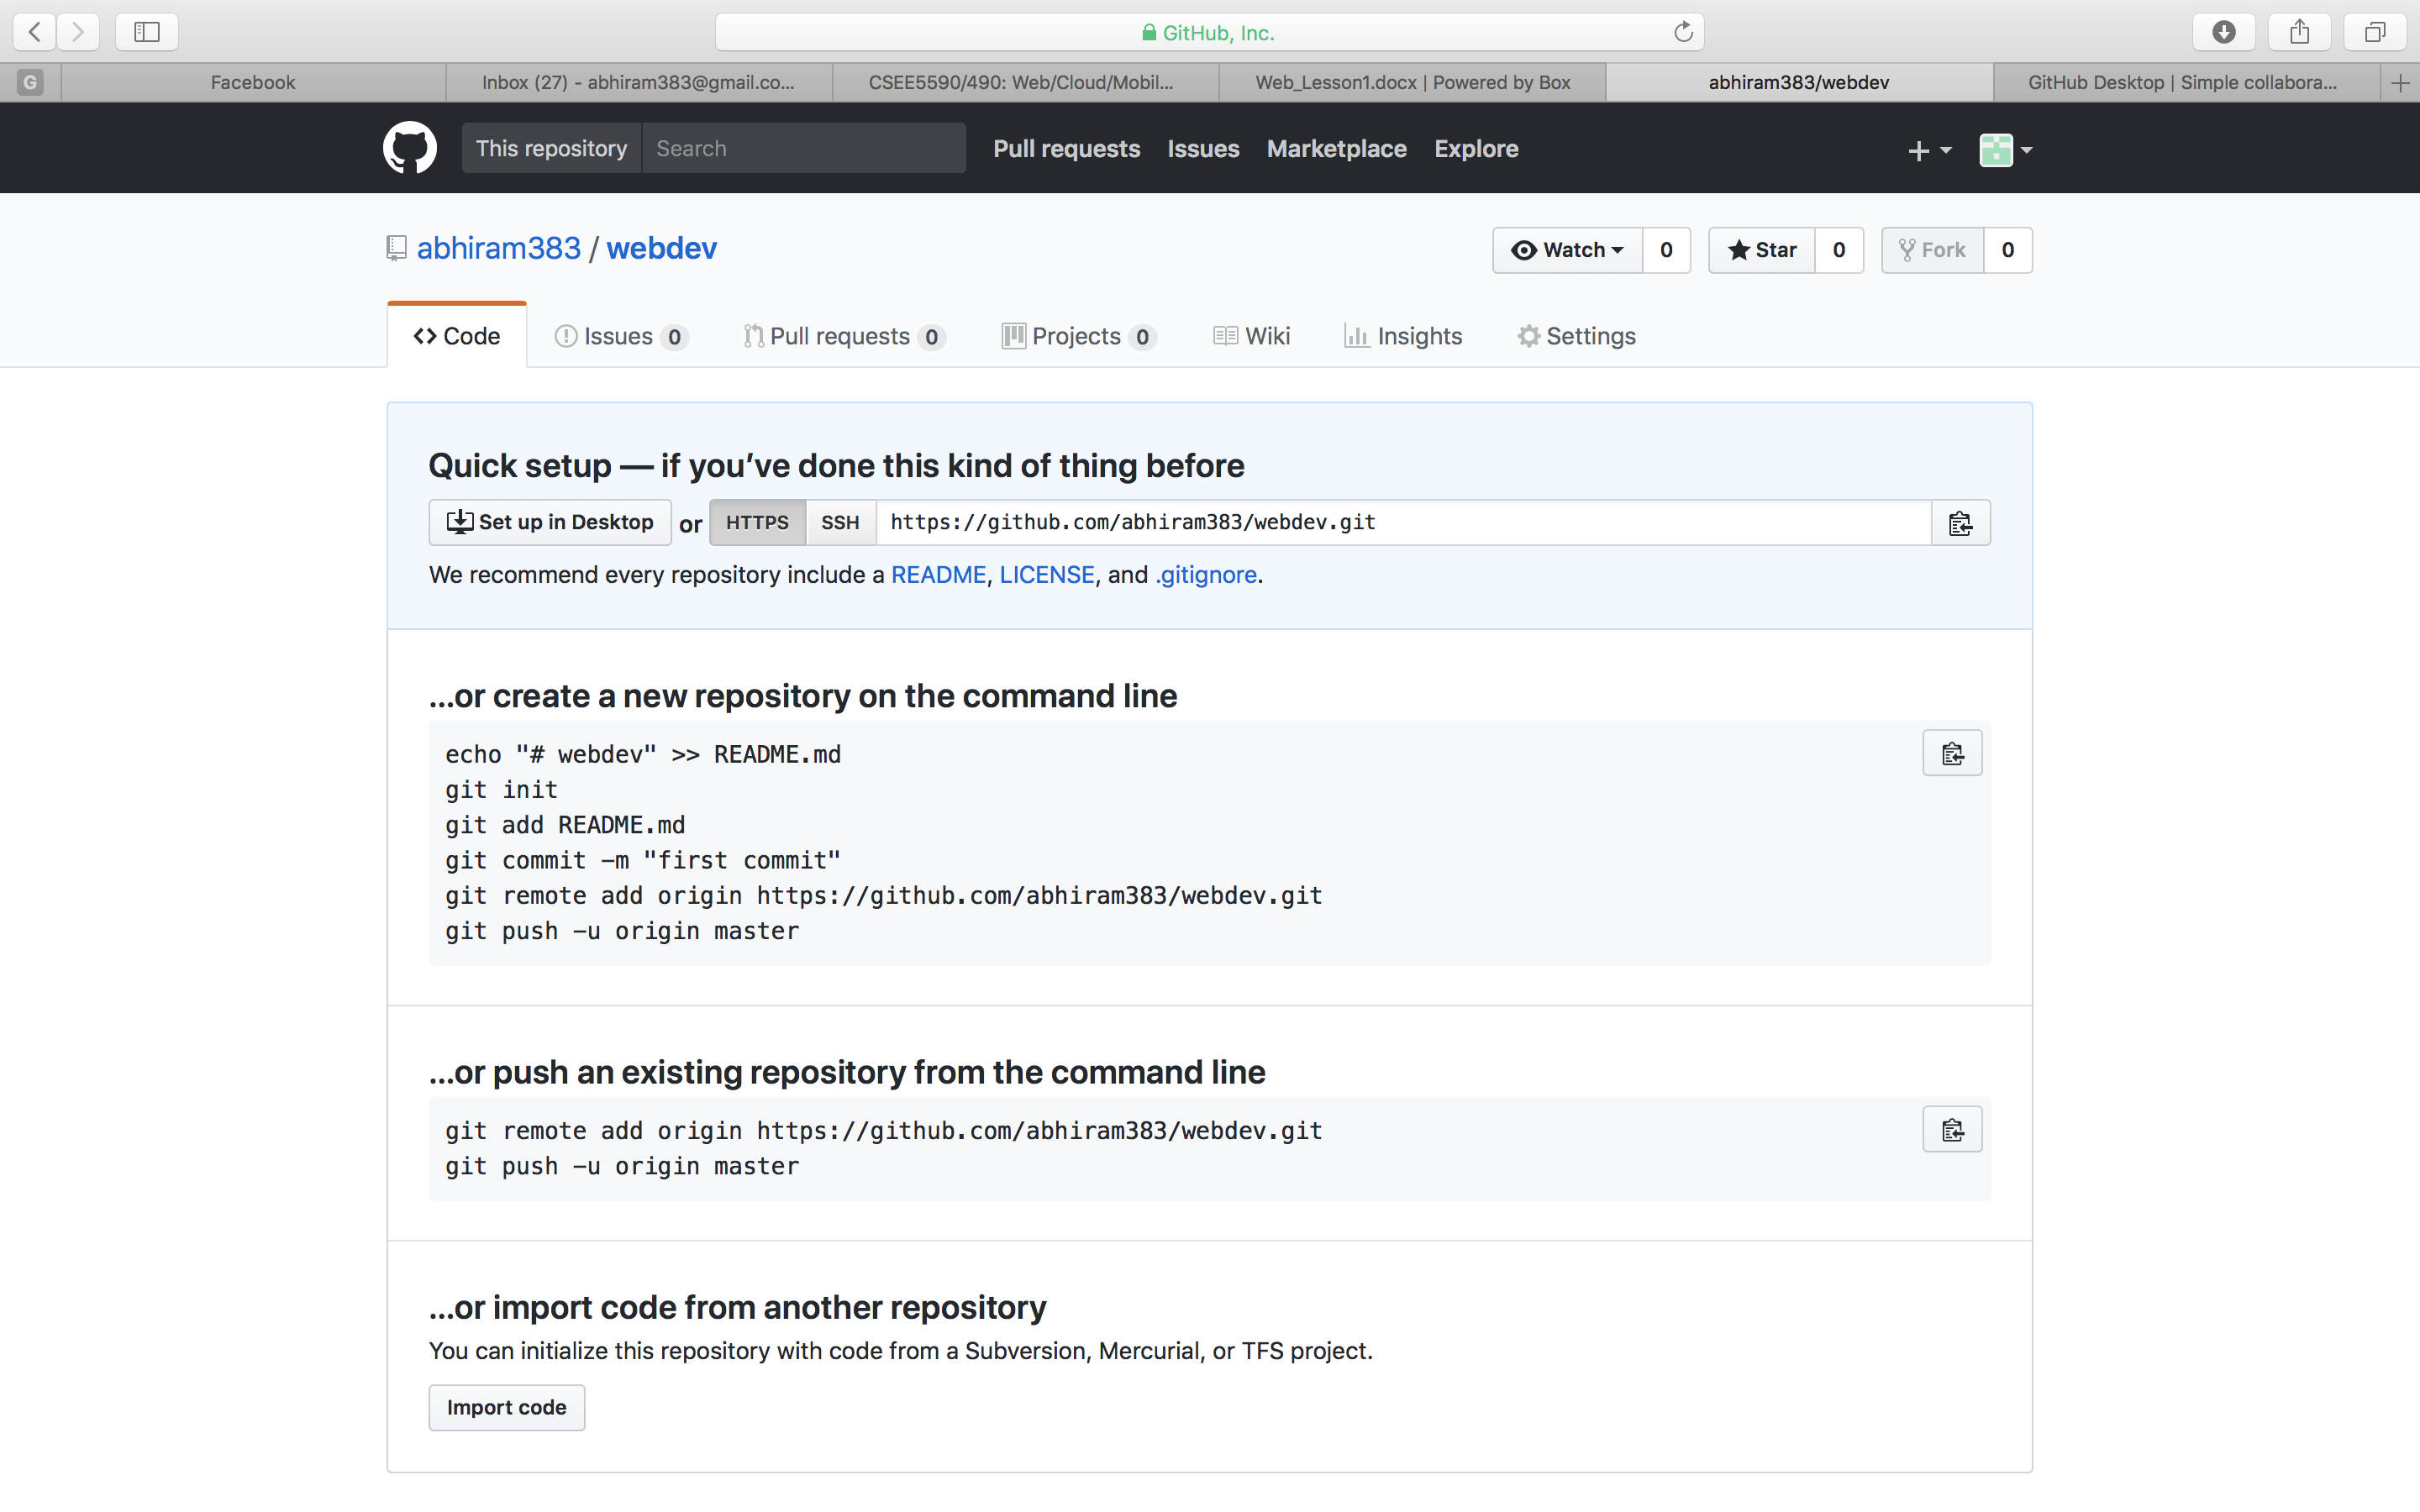 GitHub, Inc.
G
Facebook
Inbox (27) - abhiram383@gmail.co...
CSEE5590/490: Web/Cloud/Mobil...
Web_Lesson1.docx | Powered by Box
abhiram383/webdev
GitHub Desktop | Simple collabora...
This repository
Search
Pull requests
Issues
Marketplace
Explore
abhiram383 / webdev
Watch 0
Star 0
Fork 0
Code
Issues 0
Pull requests 0
Projects 0
Wiki
Insights
Settings
Quick setup — if you’ve done this kind of thing before
Set up in Desktop or HTTPS SSH https://github.com/abhiram383/webdev.git
We recommend every repository include a README, LICENSE, and .gitignore.
…or create a new repository on the command line
echo "# webdev" >> README.md
git init
git add README.md
git commit -m "first commit"
git remote add origin https://github.com/abhiram383/webdev.git
git push -u origin master
…or push an existing repository from the command line
git remote add origin https://github.com/abhiram383/webdev.git
git push -u origin master
…or import code from another repository
You can initialize this repository with code from a Subversion, Mercurial, or TFS project.
Import code